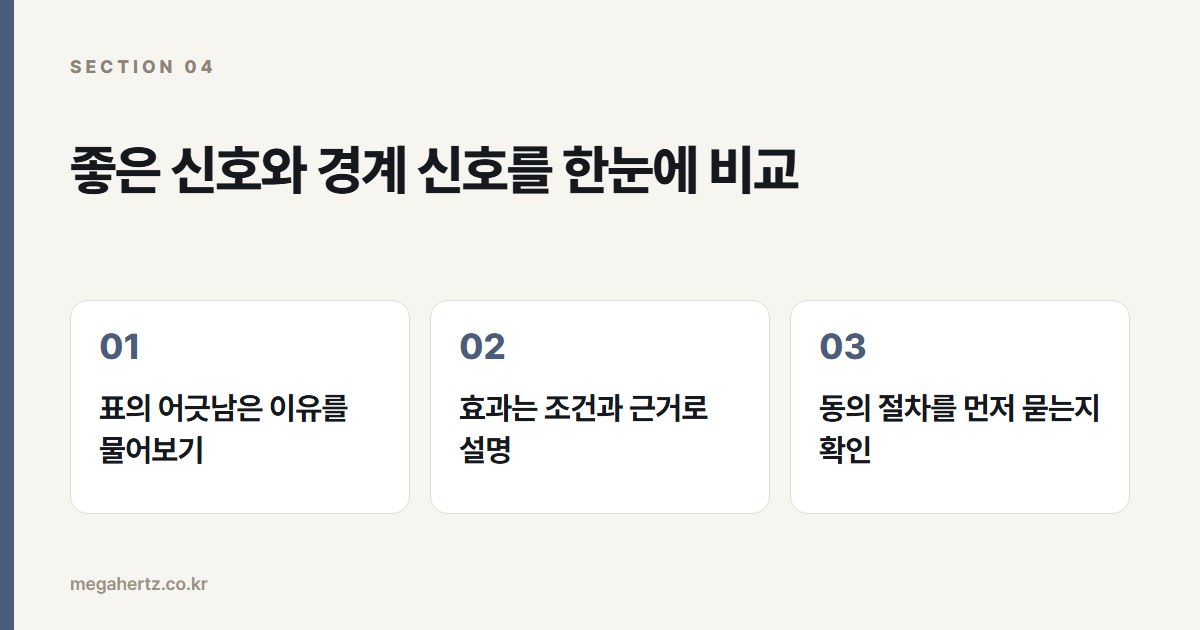 SECTION 04
좋은 신호와 경계 신호를 한눈에 비교
01
표의 어긋남은 이유를
물어보기
02
효과는 조건과 근거로
설명
03
동의 절차를 먼저 묻는지
확인
megahertz.co.kr